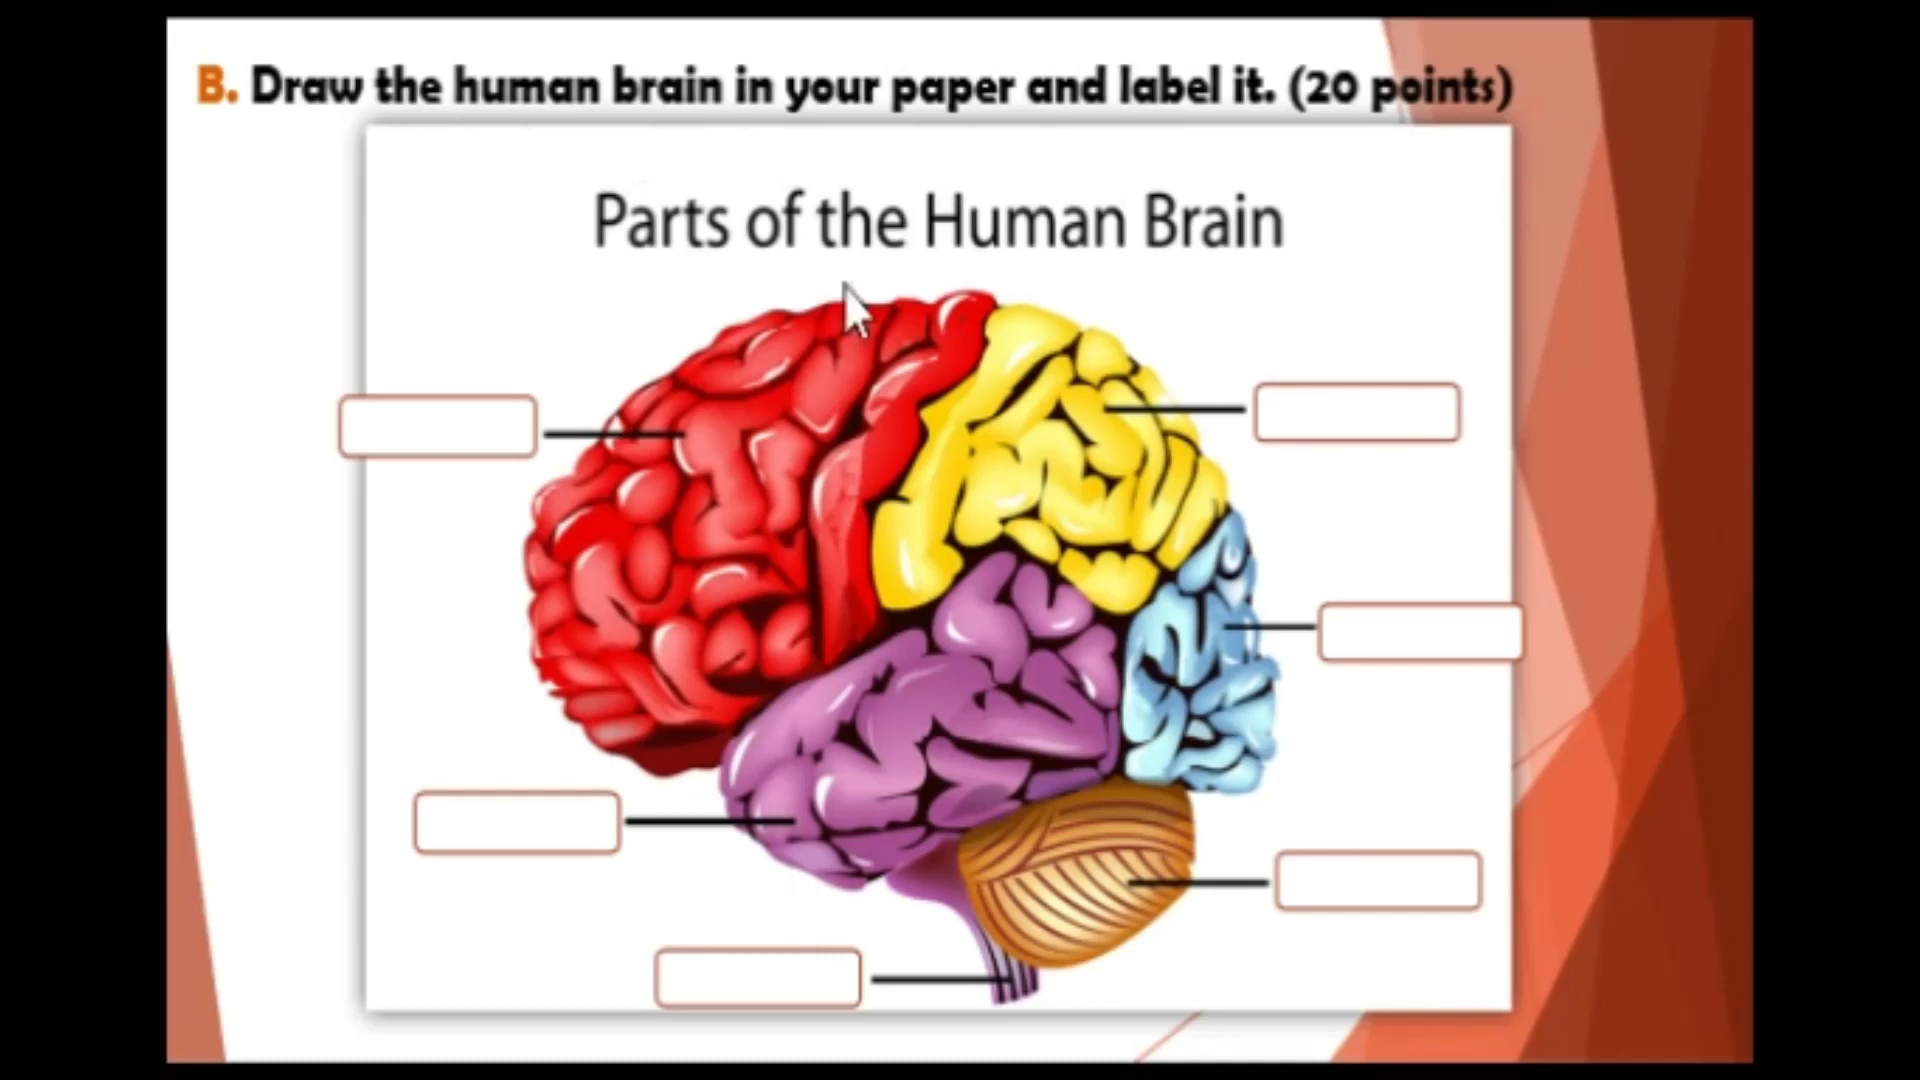 B. Draw the human brain in your paper and label it. (20 points)
Parts of the Human Brain